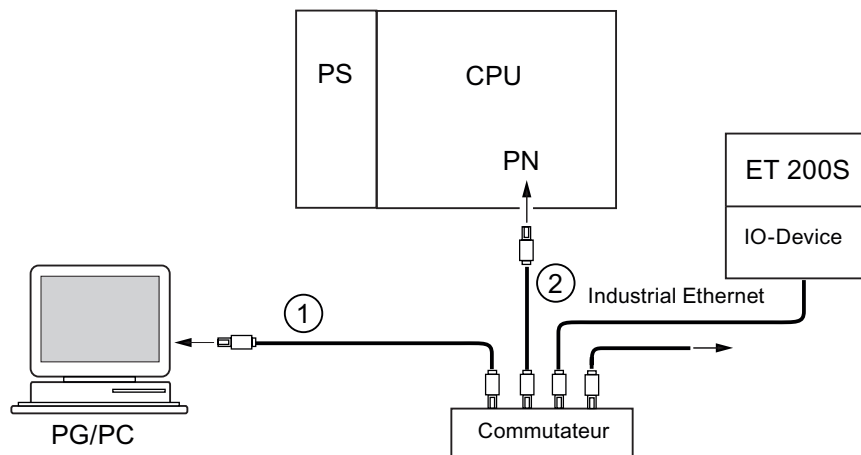 PS
CPU
PN
ET 200S
IO-Device
2
Industrial Ethernet
1
PG/PC
Commutateur